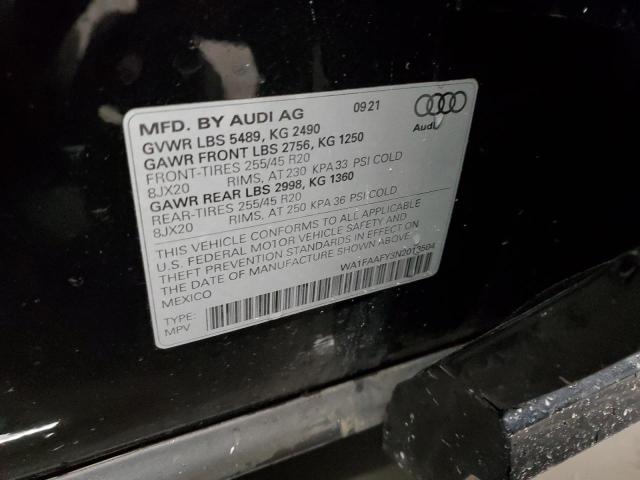 MFD. BY AUDI AG 09 21
GVWR LBS 5489, KG 2490
GAWR FRONT LBS 2756, KG 1250
FRONT-TIRES 255/45 R20
8JX20 RIMS, AT 230 KPA 33 PSI COLD
GAWR REAR LBS 2998, KG 1360
REAR-TIRES 255/45 R20
8JX20 RIMS, AT 250 KPA 36 PSI COLD
THIS VEHICLE CONFORMS TO ALL APPLICABLE
U.S. FEDERAL MOTOR VEHICLE SAFETY AND
THEFT PREVENTION STANDARDS IN EFFECT ON
DATE OF MANUFACTURE SHOWN ABOVE.
MEXICO WA1FAAFY3N2013504
TYPE:
MPV
Audi